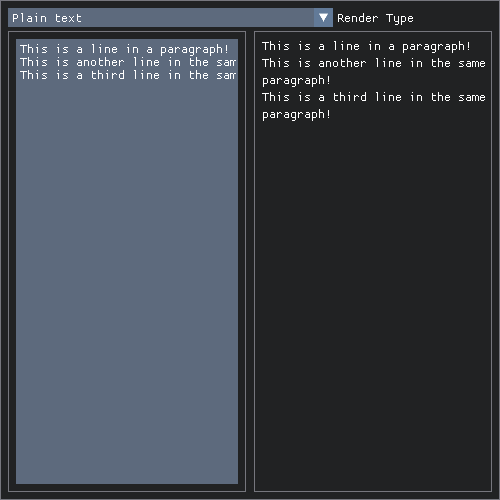 Plain text
Render Type
This is a line in a paragraph!
This is another line in the sam
This is a third line in the sam
This is a line in a paragraph!
This is another line in the same
paragraph!
This is a third line in the same
paragraph!